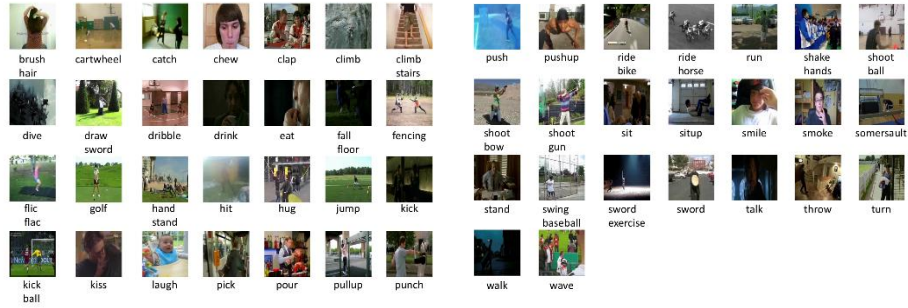 brush hair
cartwheel
catch
chew
clap
climb
climb stairs
dive
draw sword
dribble
drink
eat
fall floor
fencing
flic flac
golf
hand stand
hit
hug
jump
kick
kick ball
kiss
laugh
pick
pour
pullup
punch
push
pushup
ride bike
ride horse
run
shake hands
shoot ball
shoot bow
shoot gun
sit
situp
smile
smoke
somersault
stand
swing baseball
sword exercise
sword
talk
throw
turn
walk
wave